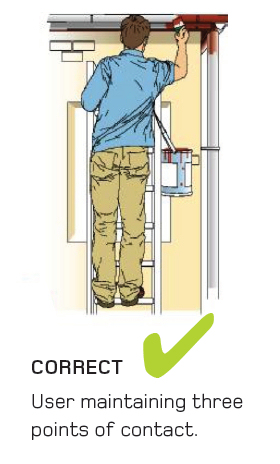 CORRECT
User maintaining three
points of contact.